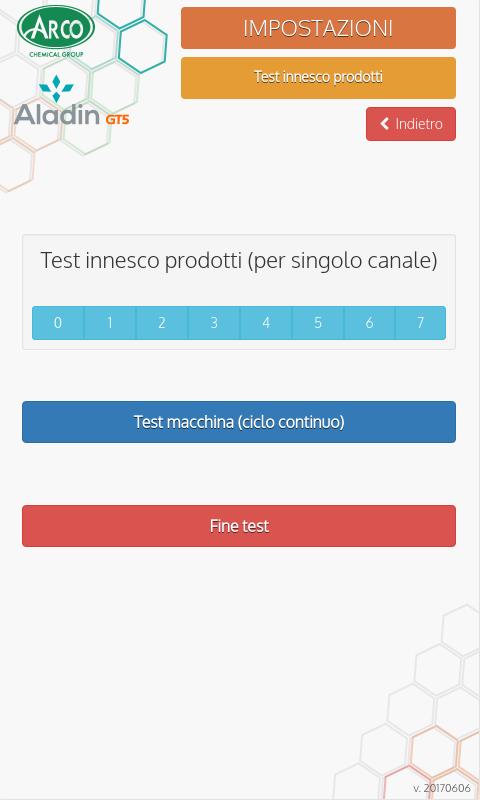 ARCO
CHEMICAL GROUP
Aladin GT5
IMPOSTAZIONI
Test innesco prodotti
Indietro
Test innesco prodotti (per singolo canale)
0 1 2 3 4 5 6 7
Test macchina (ciclo continuo)
Fine test
v. 20170606